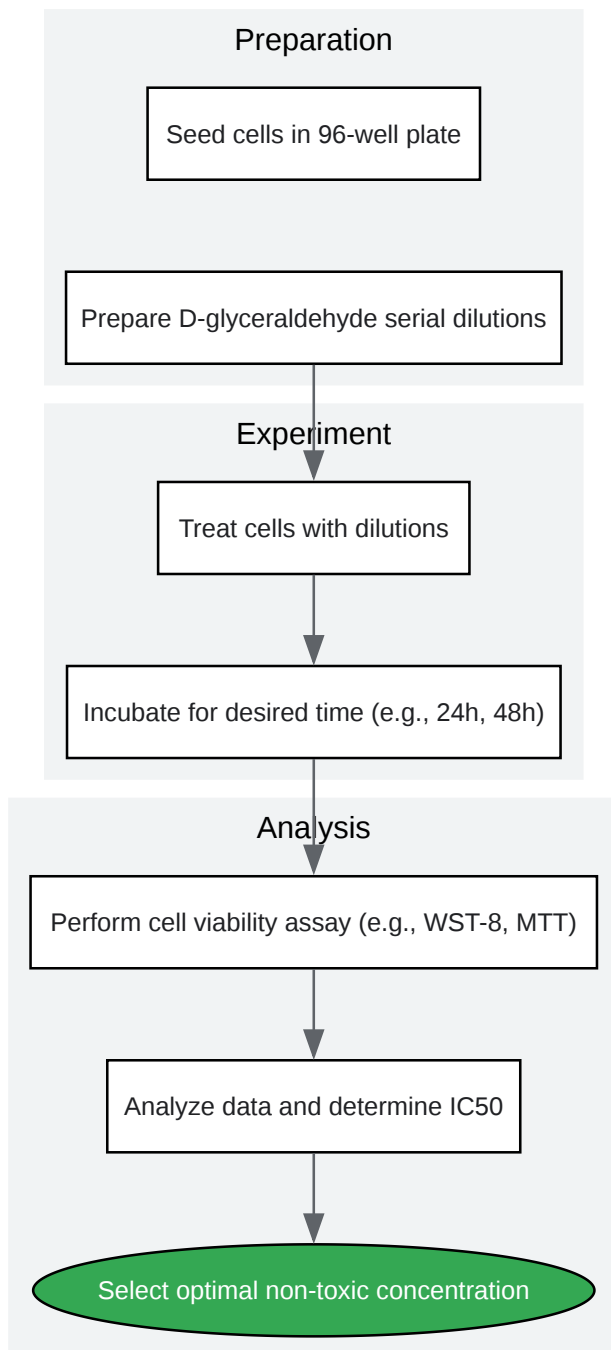 Preparation
Seed cells in 96-well plate
Prepare D-glyceraldehyde serial dilutions
Experiment
Treat cells with dilutions
Incubate for desired time (e.g., 24h, 48h)
Analysis
Perform cell viability assay (e.g., WST-8, MTT)
Analyze data and determine IC50
Select optimal non-toxic concentration